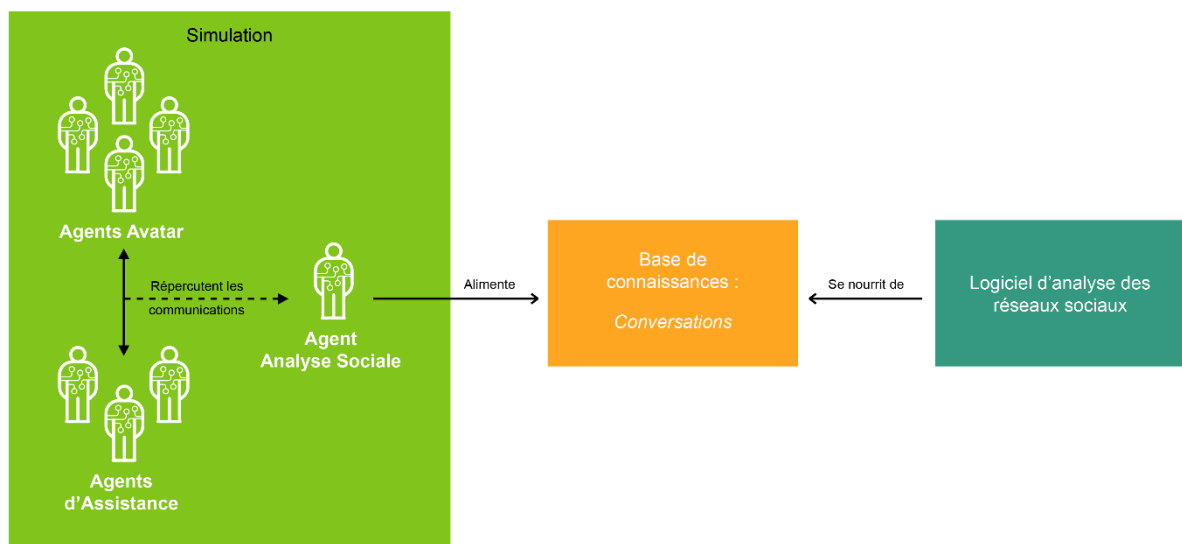 Simulation
Agents Avatar
Répercutent les
communications
Agent
Analyse Sociale
Agents
d'Assistance
Alimente
Base de
connaissances :
Conversations
Se nourrit de
Logiciel d'analyse des
réseaux sociaux